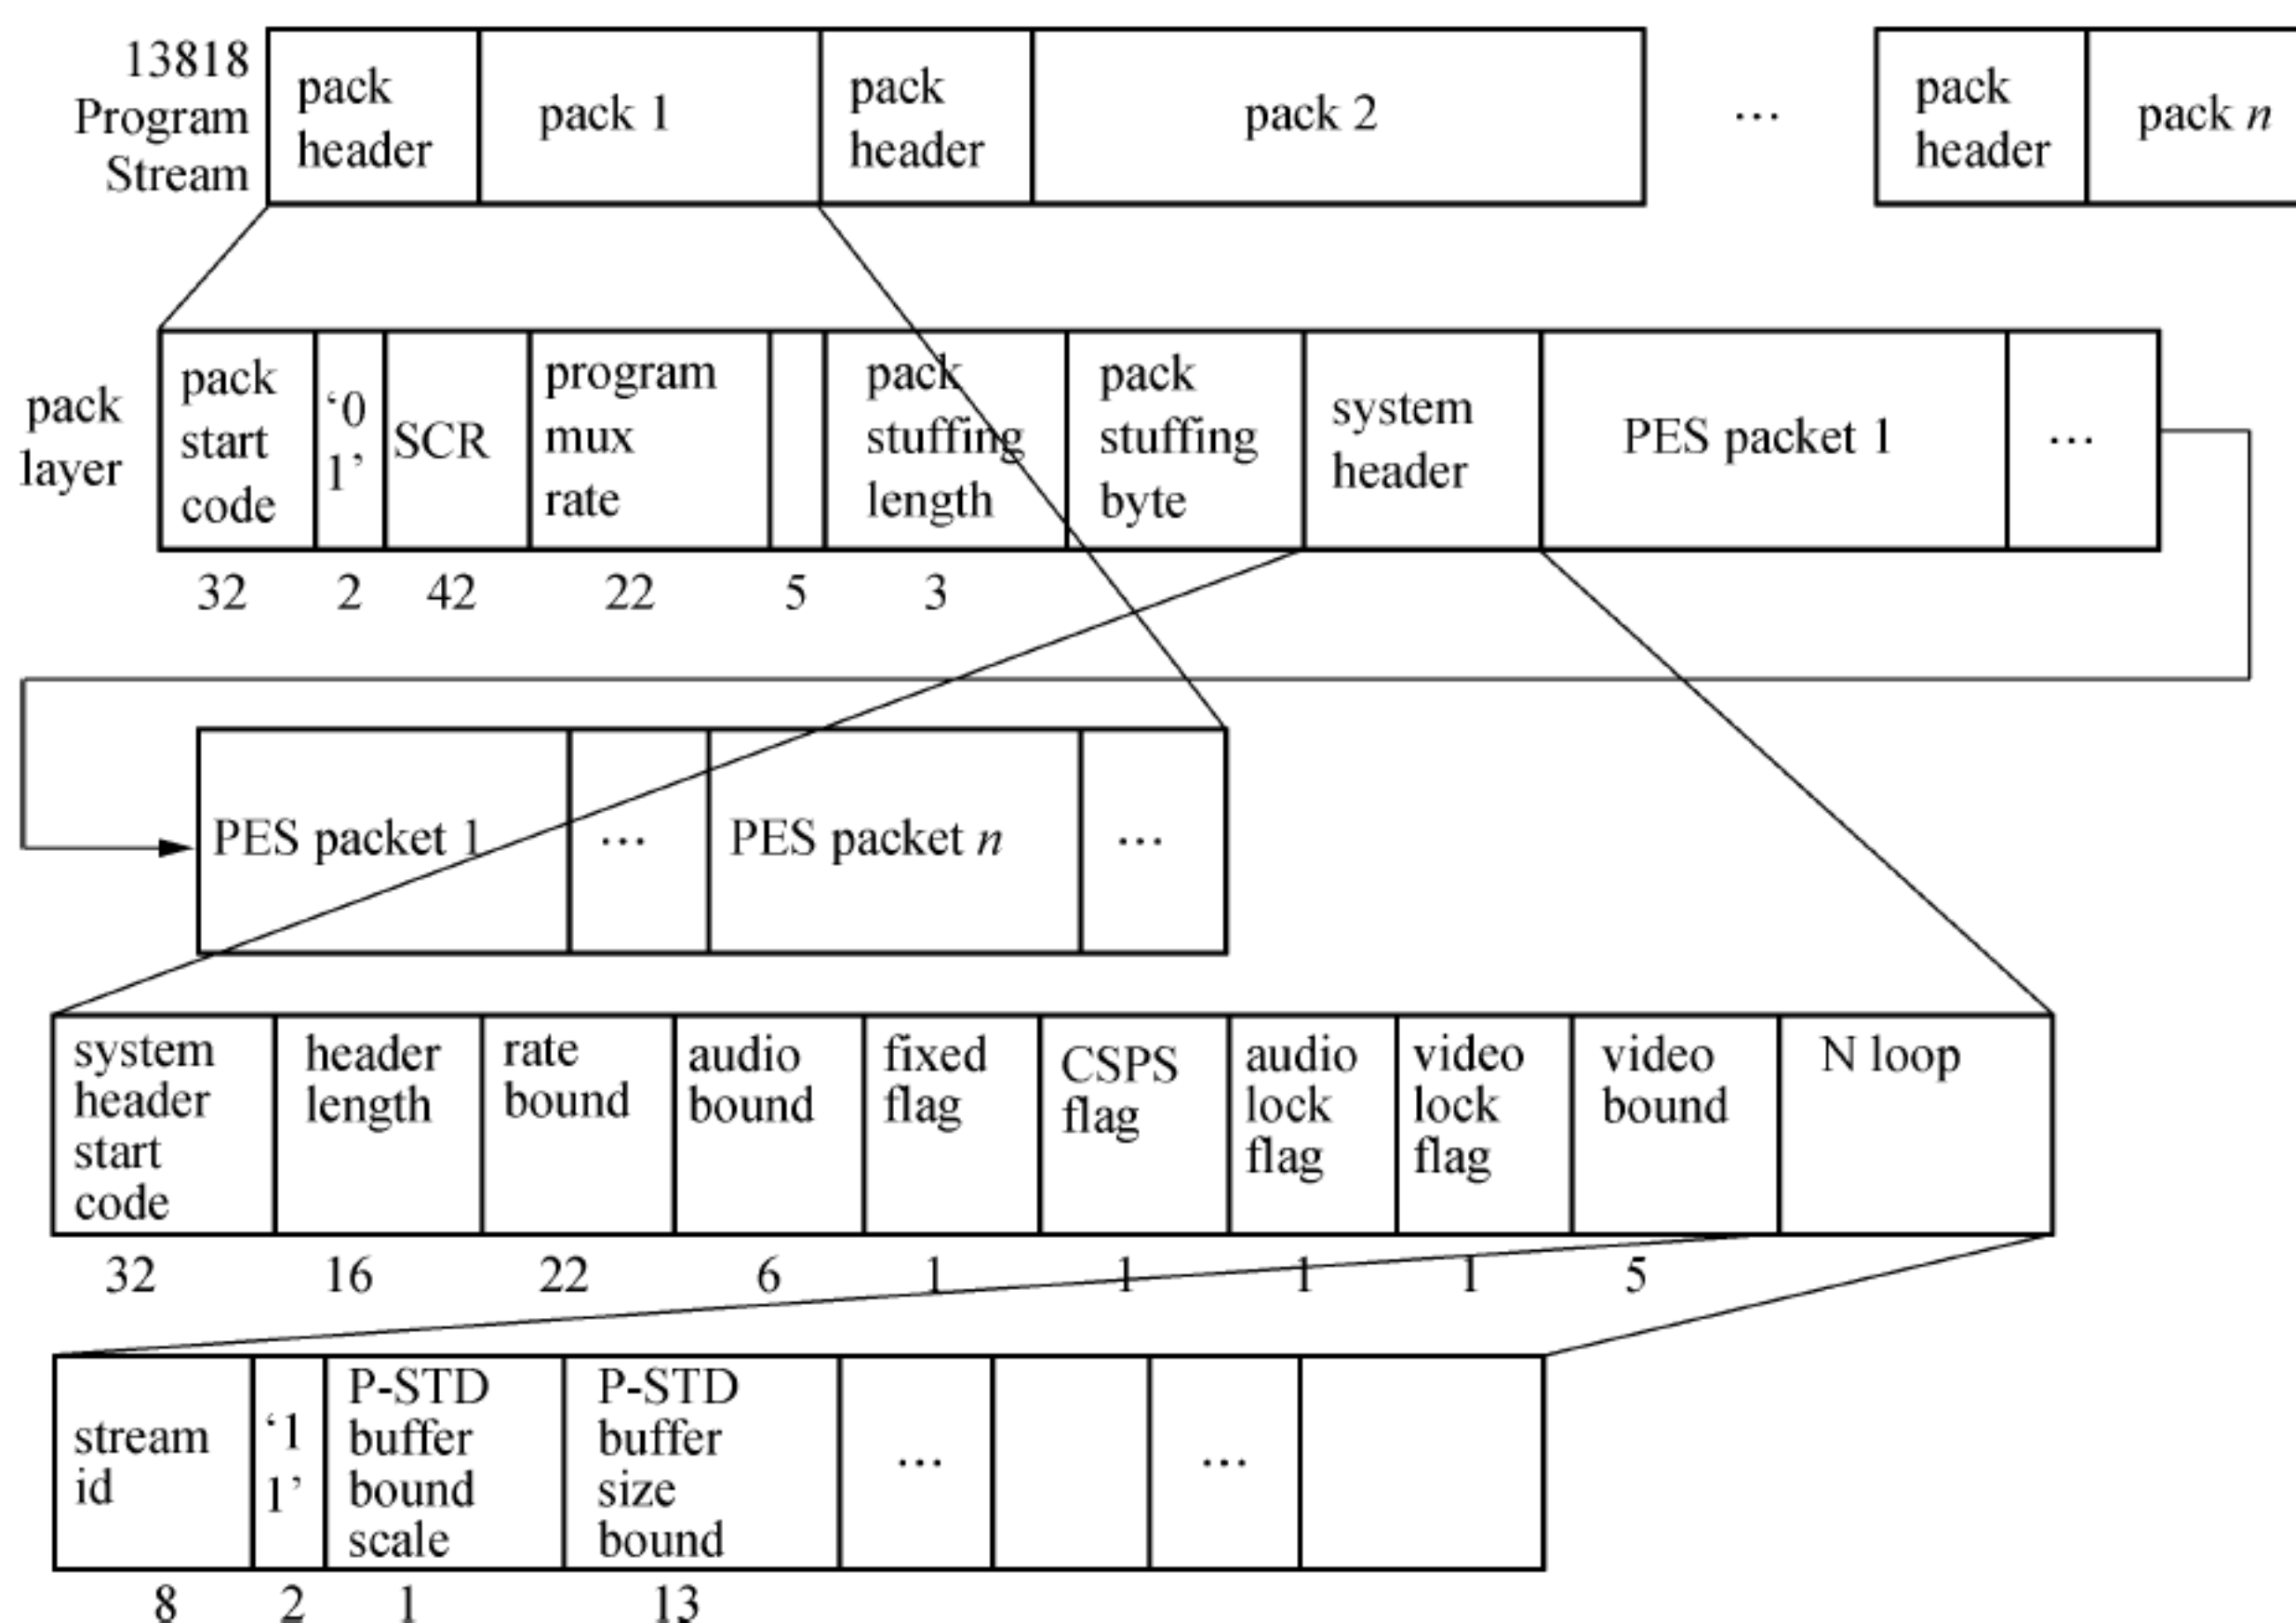 13818
Program
Stream
pack
header
pack 1
pack
header
pack 2
...
pack
header
pack n
pack
layer
pack
start
code
‘0
1’
SCR
program
mux
rate
pack
stuffing
length
pack
stuffing
byte
system
header
PES packet 1
...
32
2
42
22
5
3
PES packet 1
...
PES packet n
...
system
header
start
code
header
length
rate
bound
audio
bound
fixed
flag
CSPS
flag
audio
lock
flag
video
lock
flag
video
bound
N loop
32
16
22
6
1
1
1
1
5
stream
id
‘1
1’
P-STD
buffer
bound
scale
P-STD
buffer
size
bound
...
...
8
2
1
13